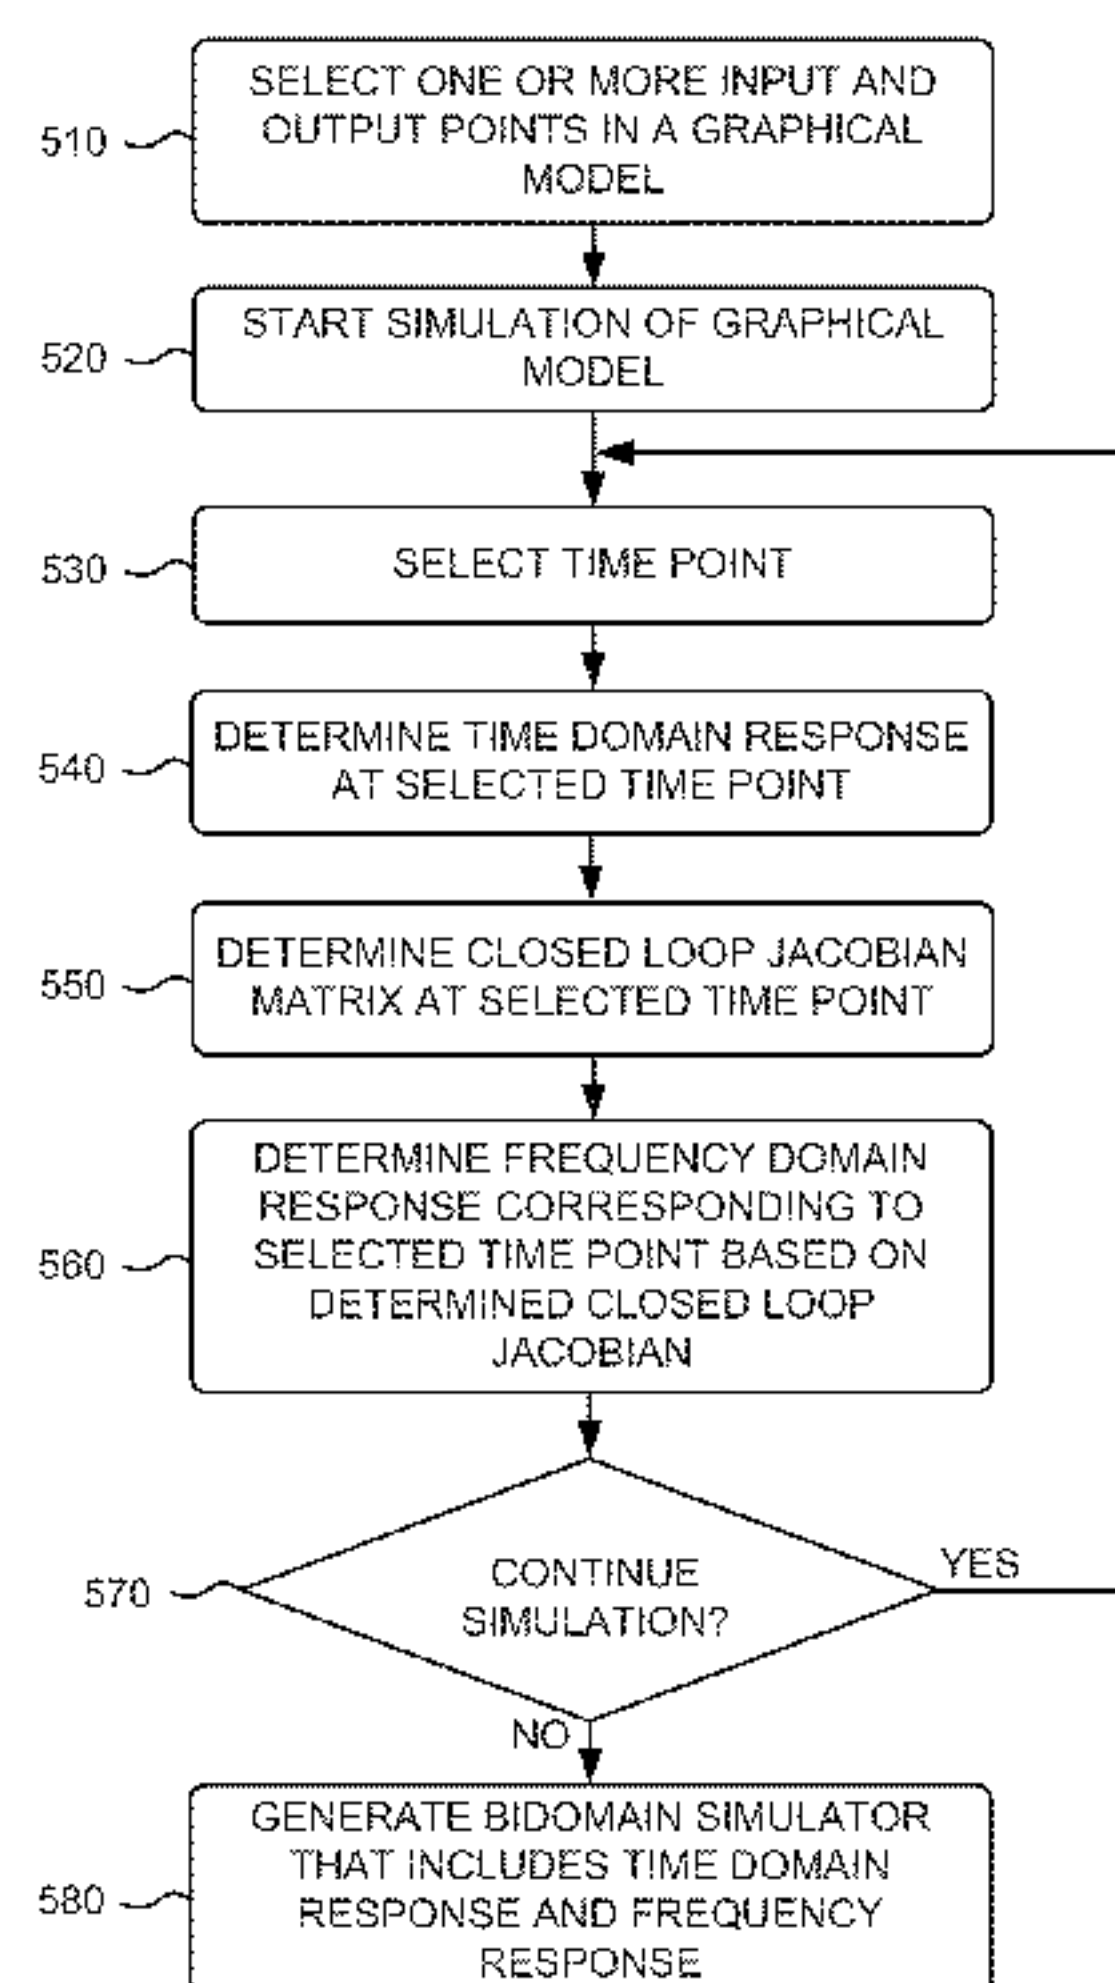 510
SELECT ONE OR MORE INPUT AND
OUTPUT POINTS IN A GRAPHICAL
MODEL
520
START SIMULATION OF GRAPHICAL
MODEL
530
SELECT TIME POINT
540
DETERMINE TIME DOMAIN RESPONSE
AT SELECTED TIME POINT
550
DETERMINE CLOSED LOOP JACOBIAN
MATRIX AT SELECTED TIME POINT
560
DETERMINE FREQUENCY DOMAIN
RESPONSE CORRESPONDING TO
SELECTED TIME POINT BASED ON
DETERMINED CLOSED LOOP
JACOBIAN
570
CONTINUE
SIMULATION?
YES
NO
580
GENERATE BIDOMAIN SIMULATOR
THAT INCLUDES TIME DOMAIN
RESPONSE AND FREQUENCY
RESPONSE